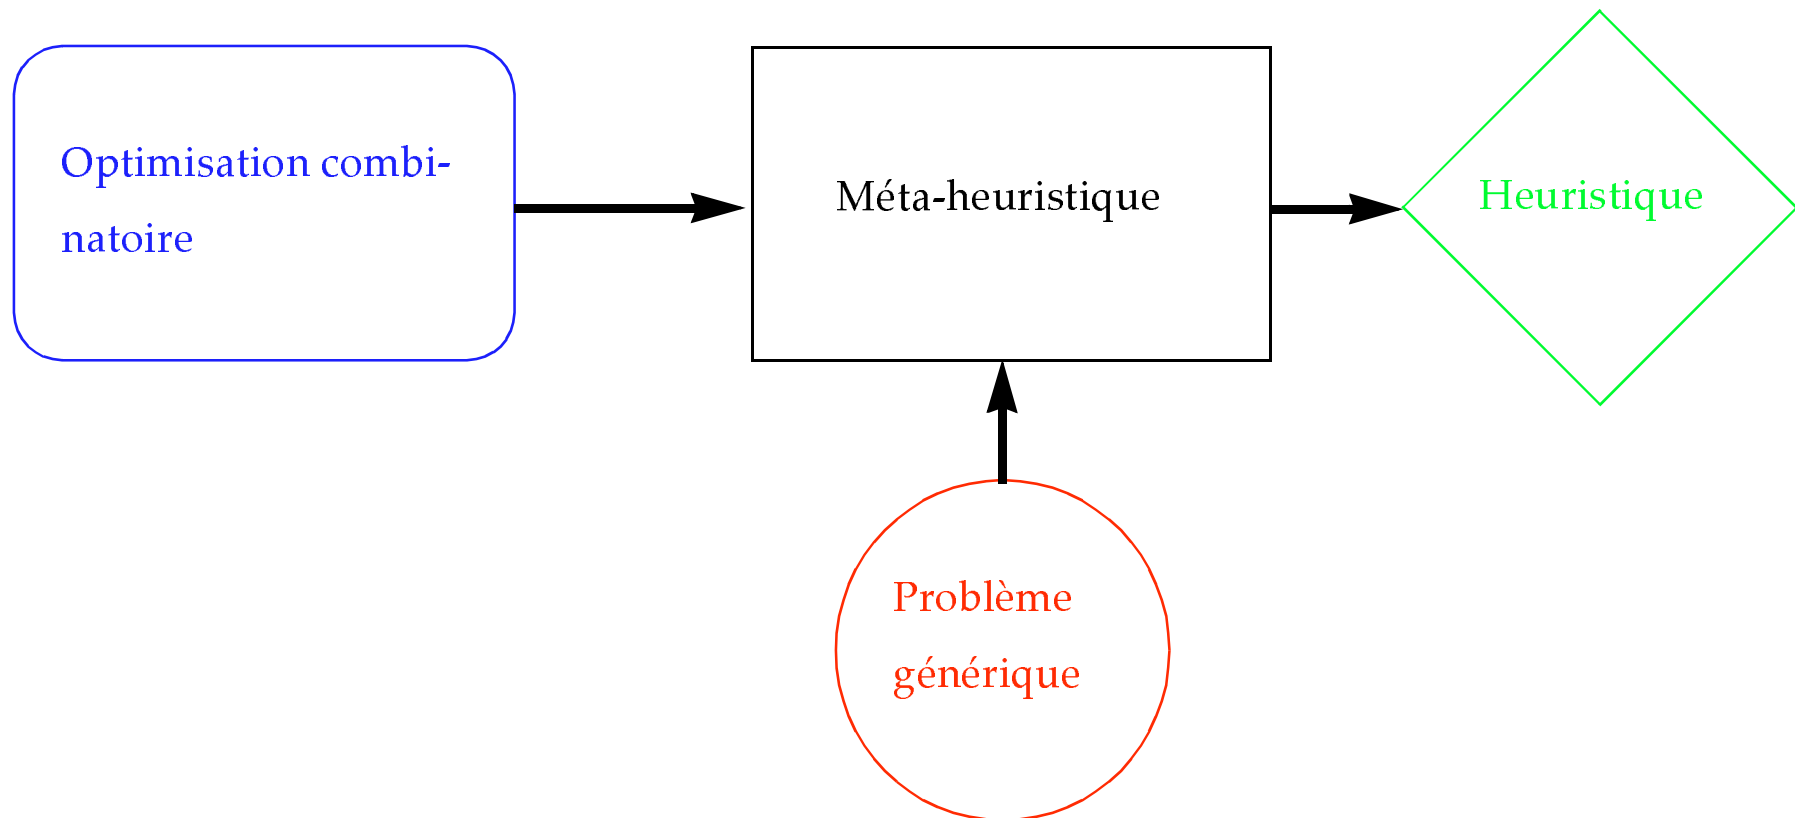 Optimisation combi-
natoire
Méta-heuristique
Heuristique
Problème
générique